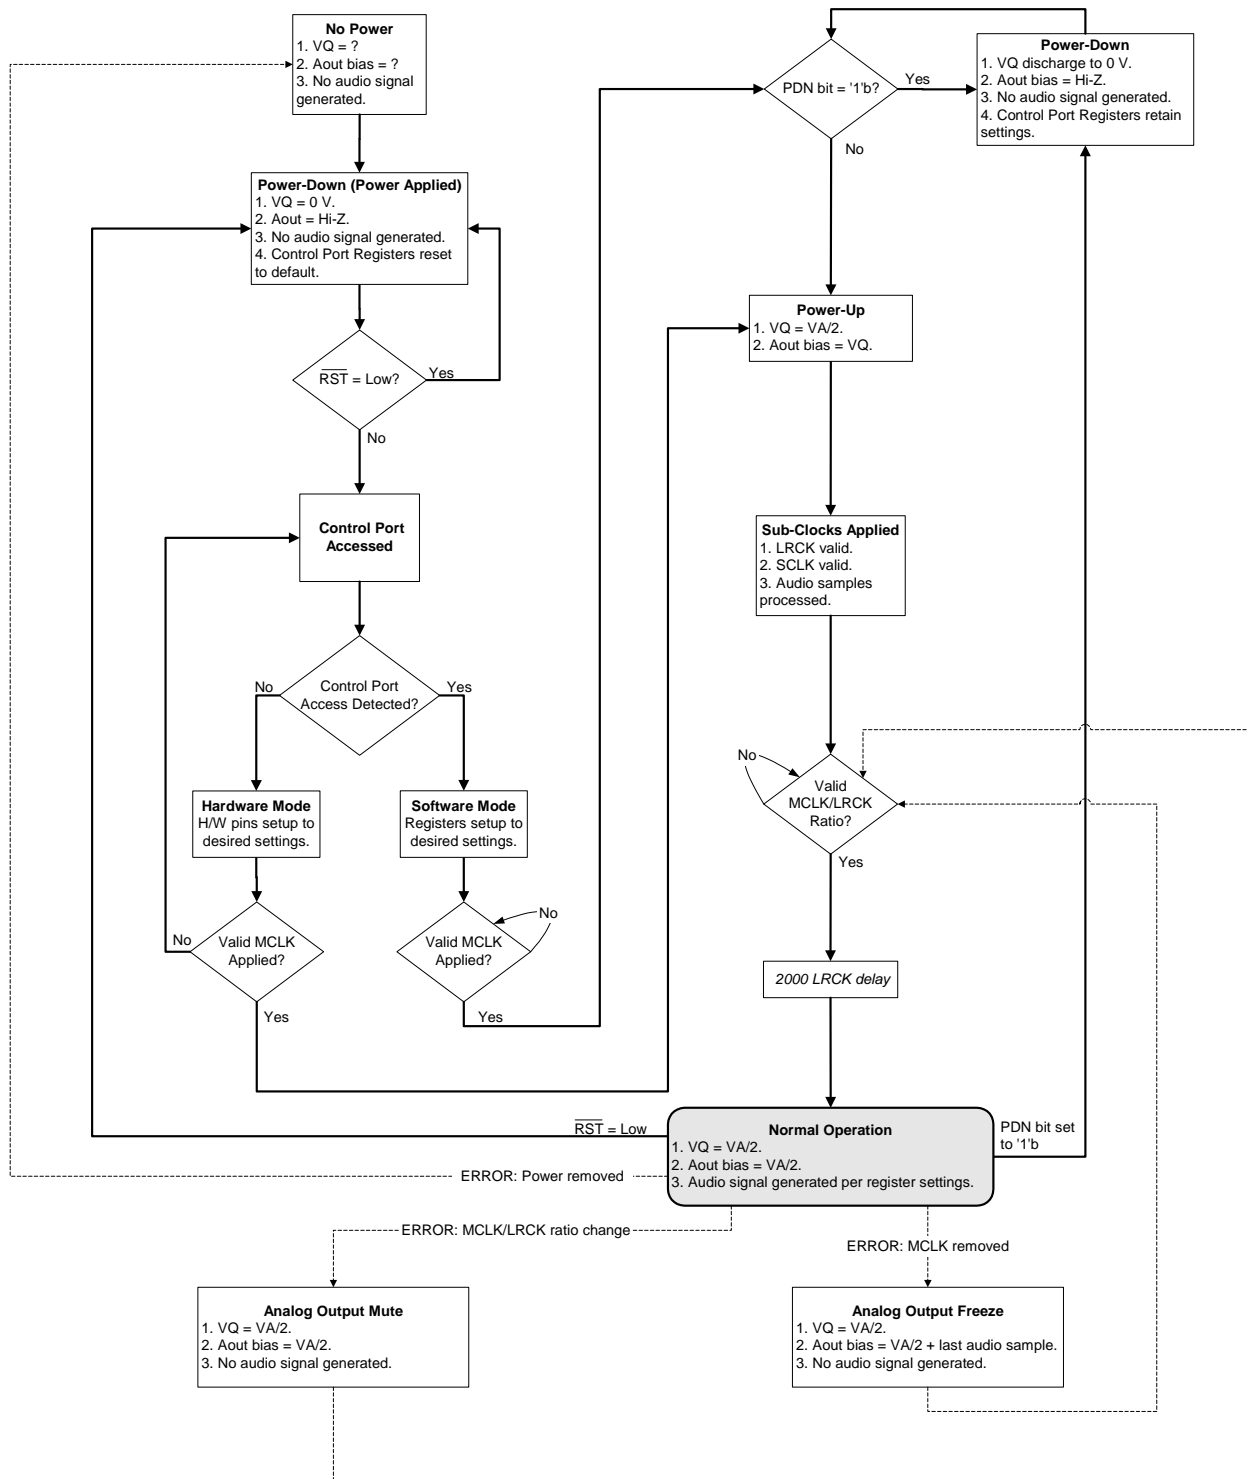 No Power
1. VQ = ?
2. Aout bias = ?
3. No audio signal
generated.
Power-Down (Power Applied)
1. VQ = 0 V.
2. Aout = Hi-Z.
3. No audio signal generated.
4. Control Port Registers reset
to default.
RST = Low?
Yes
No
Control Port
Accessed
Control Port
Access Detected?
No
Yes
Hardware Mode
H/W pins setup to
desired settings.
Software Mode
Registers setup to
desired settings.
Valid MCLK
Applied?
No
Yes
Valid MCLK
Applied?
No
Yes
PDN bit = '1'b?
Yes
No
Power-Down
1. VQ discharge to 0 V.
2. Aout bias = Hi-Z.
3. No audio signal generated.
4. Control Port Registers retain
settings.
Power-Up
1. VQ = VA/2.
2. Aout bias = VQ.
Sub-Clocks Applied
1. LRCK valid.
2. SCLK valid.
3. Audio samples
processed.
No
Valid
MCLK/LRCK
Ratio?
Yes
2000 LRCK delay
Normal Operation
1. VQ = VA/2.
2. Aout bias = VA/2.
3. Audio signal generated per register settings.
RST = Low
PDN bit set
to '1'b
ERROR: Power removed
ERROR: MCLK/LRCK ratio change
ERROR: MCLK removed
Analog Output Mute
1. VQ = VA/2.
2. Aout bias = VA/2.
3. No audio signal generated.
Analog Output Freeze
1. VQ = VA/2.
2. Aout bias = VA/2 + last audio sample.
3. No audio signal generated.